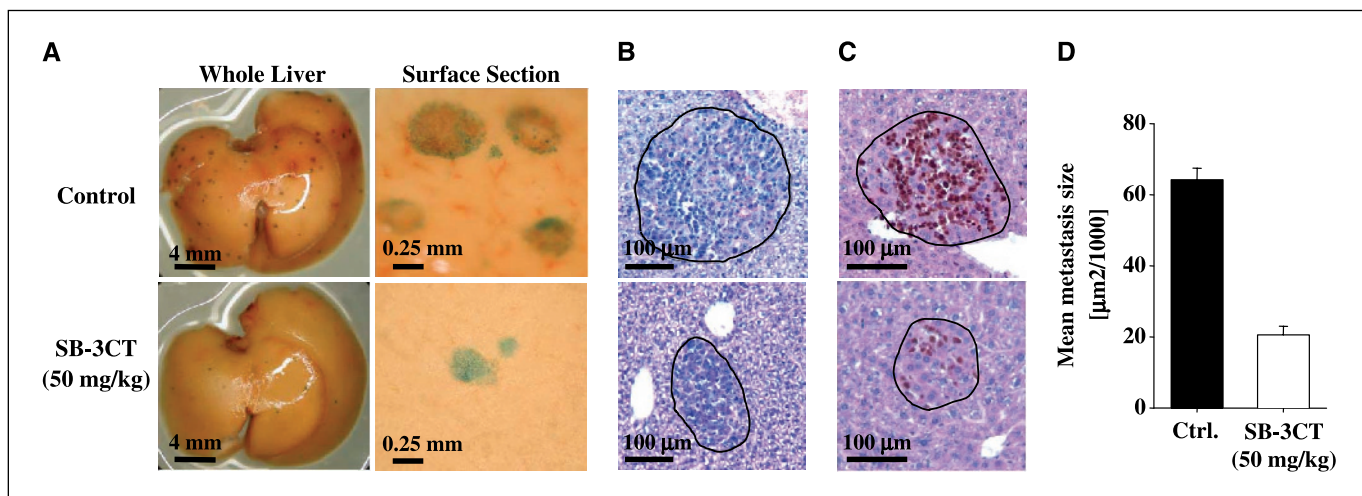 A
B
C
D
Whole Liver
Surface Section
Control
4 mm
0.25 mm
100 μm
100 μm
SB-3CT
(50 mg/kg)
4 mm
0.25 mm
100 μm
100 μm
Mean metastasis size
[μm2/1000]
80
60
40
20
0
Ctrl.
SB-3CT
(50 mg/kg)